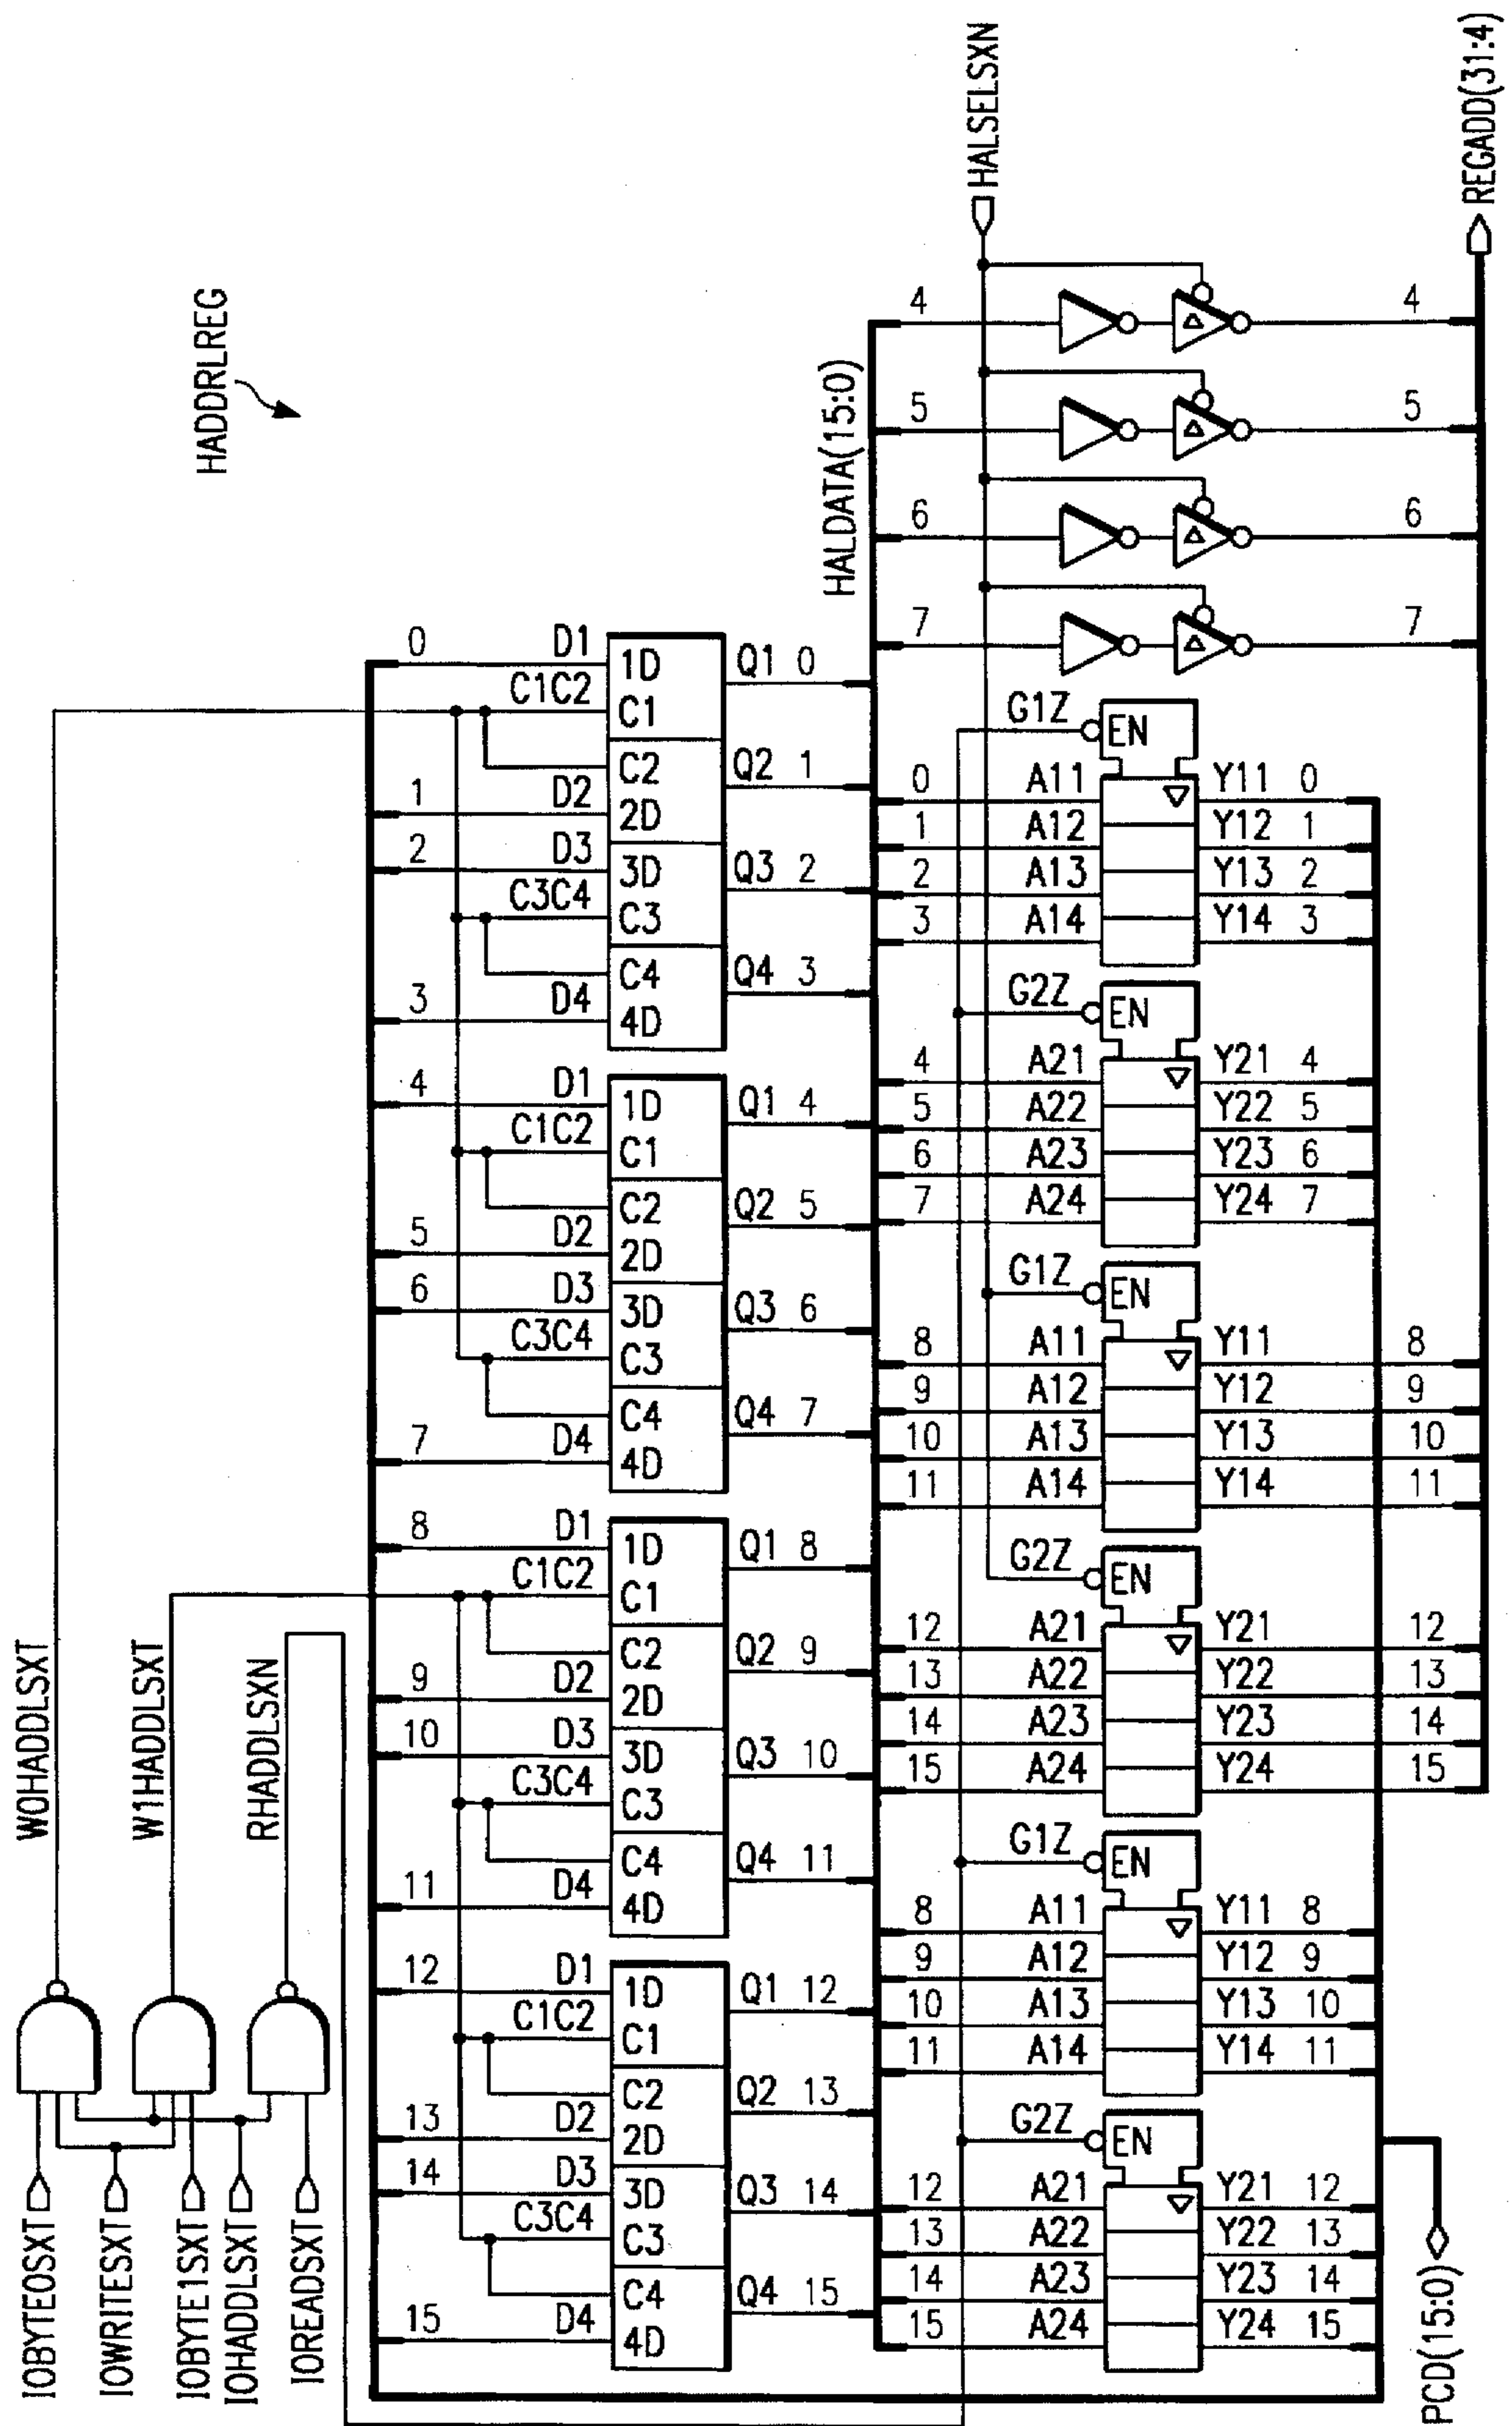 HADDRLREG
W0HADDLSXT
W1HADDLSXT
RHADDLSXN
IOBYTE0SXT
IOWRITESXT
IOBYTE1SXT
IOHADDLSXT
IOREADSXT
HALDATA(15:0)
HALSELSXN
REGADD(31:4)
PCD(15:0)
0 D1 1D Q1 0
C1C2 C1
C2 Q2 1
1 D2 2D
2 D3 3D Q3 2
C3C4 C3
C4 Q4 3
3 D4 4D
4 D1 1D Q1 4
C1C2 C1
C2 Q2 5
5 D2 2D
6 D3 3D Q3 6
C3C4 C3
C4 Q4 7
7 D4 4D
8 D1 1D Q1 8
C1C2 C1
C2 Q2 9
9 D2 2D
10 D3 3D Q3 10
C3C4 C3
C4 Q4 11
11 D4 4D
12 D1 1D Q1 12
C1C2 C1
C2 Q2 13
13 D2 2D
14 D3 3D Q3 14
C3C4 C3
C4 Q4 15
15 D4 4D
4 4
5 5
6 6
7 7
G1Z EN
0 A11 Y11 0
1 A12 Y12 1
2 A13 Y13 2
3 A14 Y14 3
G2Z EN
4 A21 Y21 4
5 A22 Y22 5
6 A23 Y23 6
7 A24 Y24 7
G1Z EN
8 A11 Y11 8
9 A12 Y12 9
10 A13 Y13 10
11 A14 Y14 11
G2Z EN
12 A21 Y21 12
13 A22 Y22 13
14 A23 Y23 14
15 A24 Y24 15
G1Z EN
8 A11 Y11 8
9 A12 Y12 9
10 A13 Y13 10
11 A14 Y14 11
G2Z EN
12 A21 Y21 12
13 A22 Y22 13
14 A23 Y23 14
15 A24 Y24 15